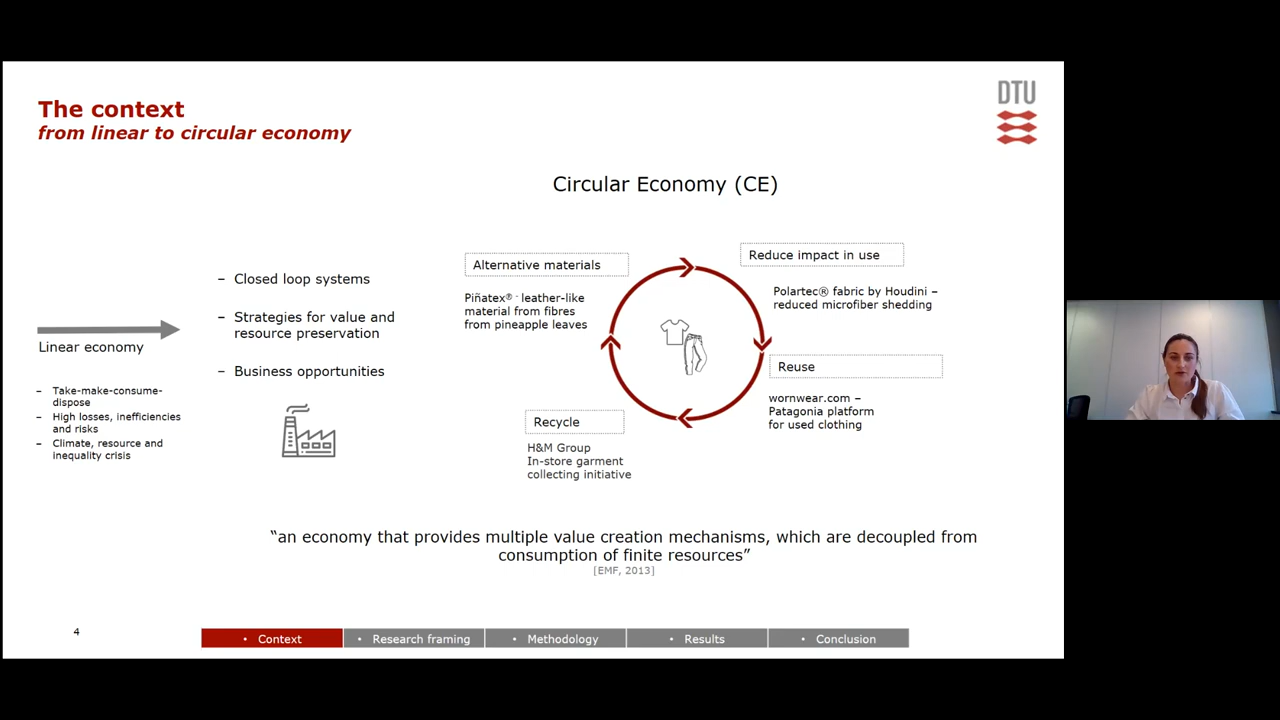 The context
from linear to circular economy
DTU
Circular Economy (CE)
Linear economy
– Take-make-consume-
dispose
– High losses, inefficiencies
and risks
– Climate, resource and
inequality crisis
– Closed loop systems
– Strategies for value and
resource preservation
– Business opportunities
Alternative materials
Piñatex® - leather-like
material from fibres
from pineapple leaves
Reduce impact in use
Polartec® fabric by Houdini –
reduced microfiber shedding
Reuse
wornwear.com –
Patagonia platform
for used clothing
Recycle
H&M Group
In-store garment
collecting initiative
“an economy that provides multiple value creation mechanisms, which are decoupled from
consumption of finite resources”
[EMF, 2013]
4
• Context
• Research framing
• Methodology
• Results
• Conclusion